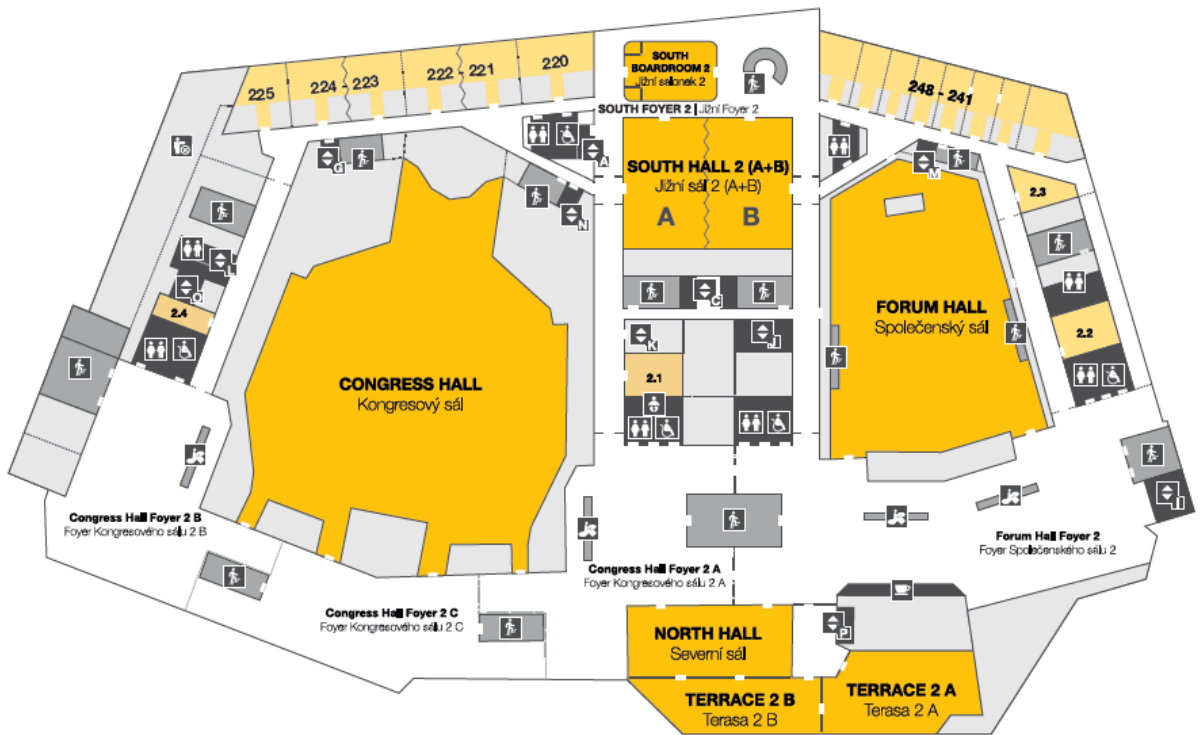 225
224 - 223
222 - 221
220
SOUTH
BOARDROOM 2
Jižní salonek 2
248 - 241
SOUTH FOYER 2 | Jižní Foyer 2
SOUTH HALL 2 (A+B)
Jižní sál 2 (A+B)
A
B
G
A
N
M
L
O
2.4
2.3
2.2
C
K
J
2.1
CONGRESS HALL
Kongresový sál
FORUM HALL
Společenský sál
I
Congress Hall Foyer 2 B
Foyer Kongresového sálu 2 B
Congress Hall Foyer 2 A
Foyer Kongresového sálu 2 A
Forum Hall Foyer 2
Foyer Společenského sálu 2
Congress Hall Foyer 2 C
Foyer Kongresového sálu 2 C
P
NORTH HALL
Severní sál
TERRACE 2 B
Terasa 2 B
TERRACE 2 A
Terasa 2 A